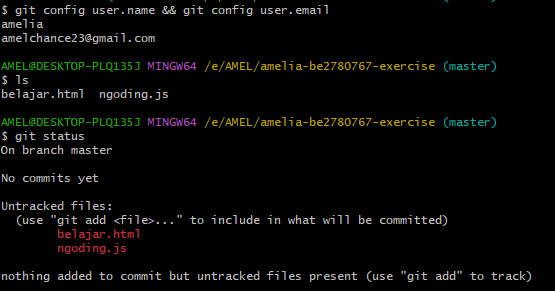 $ git config user.name && git config user.email
amelia
amelchance23@gmail.com
AMEL@DESKTOP-PLQ135J MINGW64 /e/AMEL/amelia-be2780767-exercise (master)
$ ls
belajar.html  ngoding.js
AMEL@DESKTOP-PLQ135J MINGW64 /e/AMEL/amelia-be2780767-exercise (master)
$ git status
On branch master
No commits yet
Untracked files:
  (use "git add <file>..." to include in what will be committed)
        belajar.html
        ngoding.js
nothing added to commit but untracked files present (use "git add" to track)